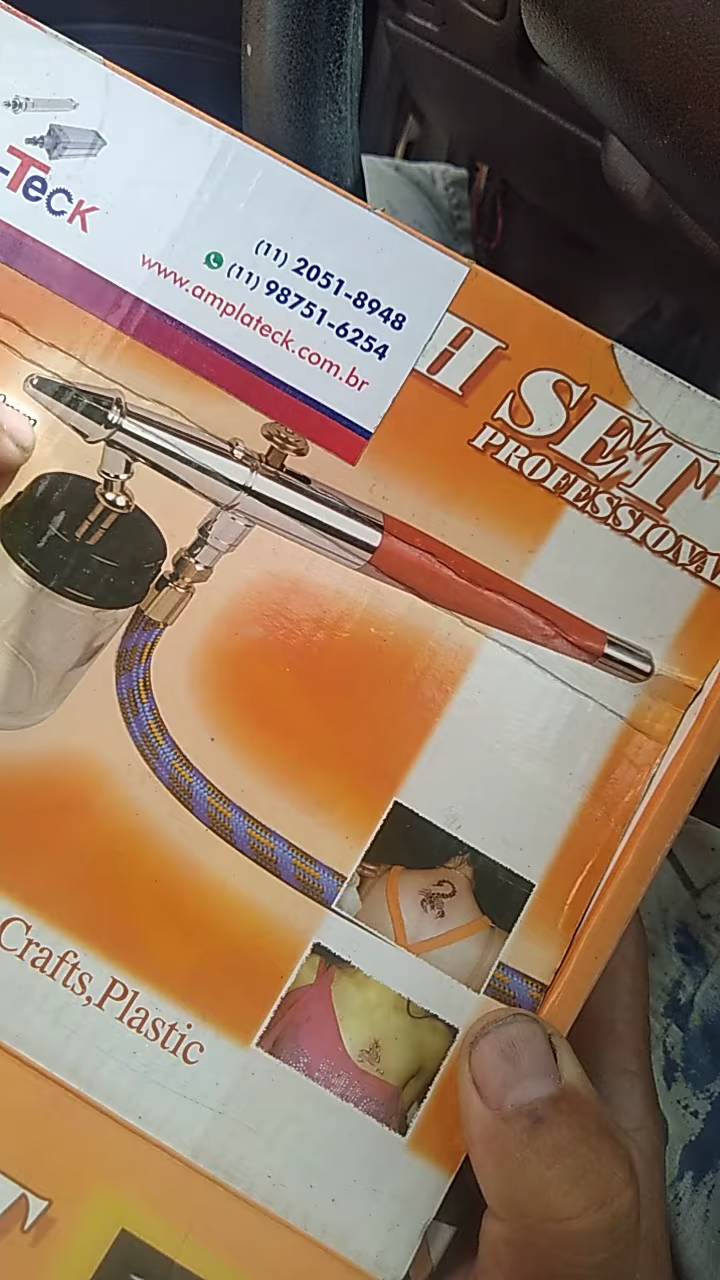 -Teck
(11) 2051-8948
(11) 98751-6254
www.amplateck.com.br
H SET
PROFESSIONA
Crafts,Plastic